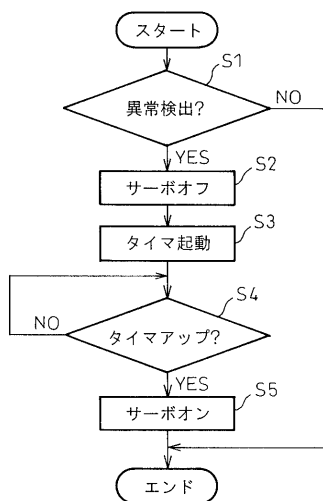 スタート
S1
異常検出?
NO
YES
S2
サーボオフ
S3
タイマ起動
S4
NO
タイマアップ?
YES
S5
サーボオン
エンド